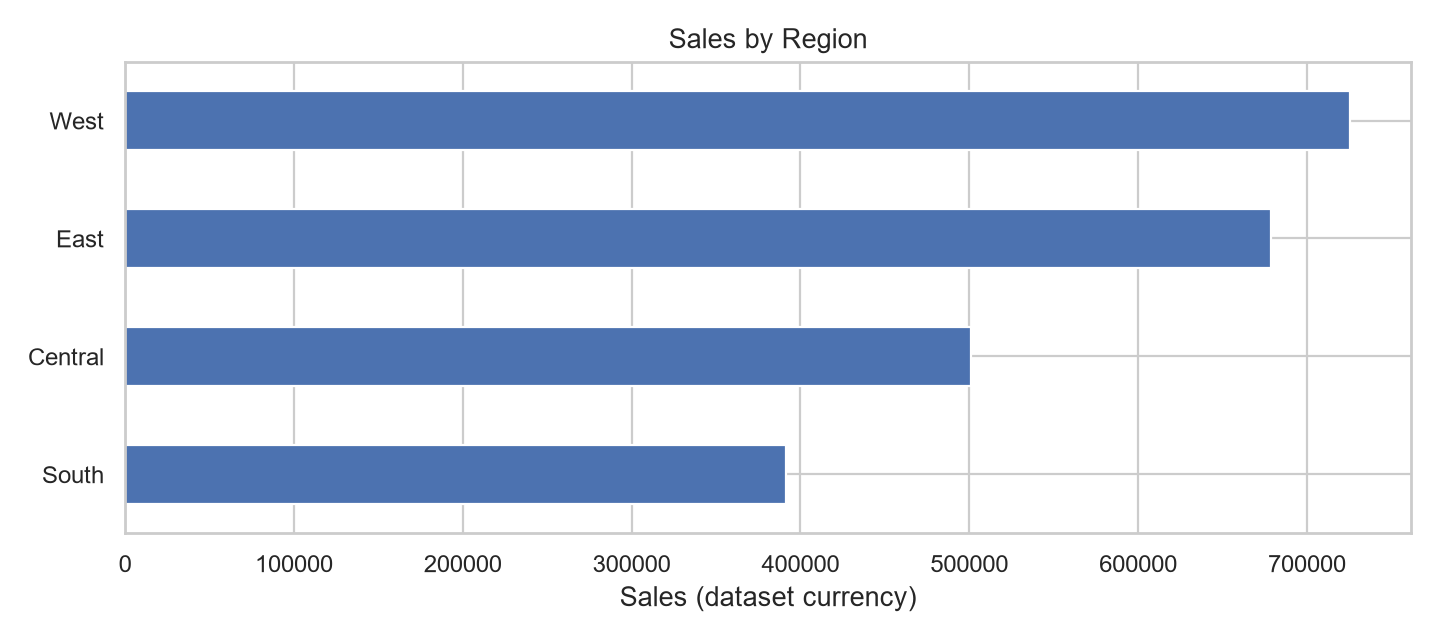 Sales by Region
West
East
Central
South
0 100000 200000 300000 400000 500000 600000 700000
Sales (dataset currency)